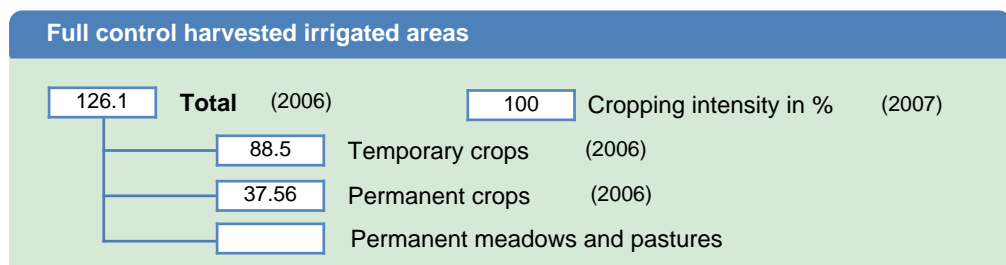 Full control harvested irrigated areas
126.1 Total (2006) 100 Cropping intensity in % (2007)
88.5 Temporary crops (2006)
37.56 Permanent crops (2006)
Permanent meadows and pastures